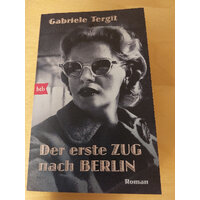 Gabriele Tergit
btb
Der erste ZUG
nach BERLIN
Roman